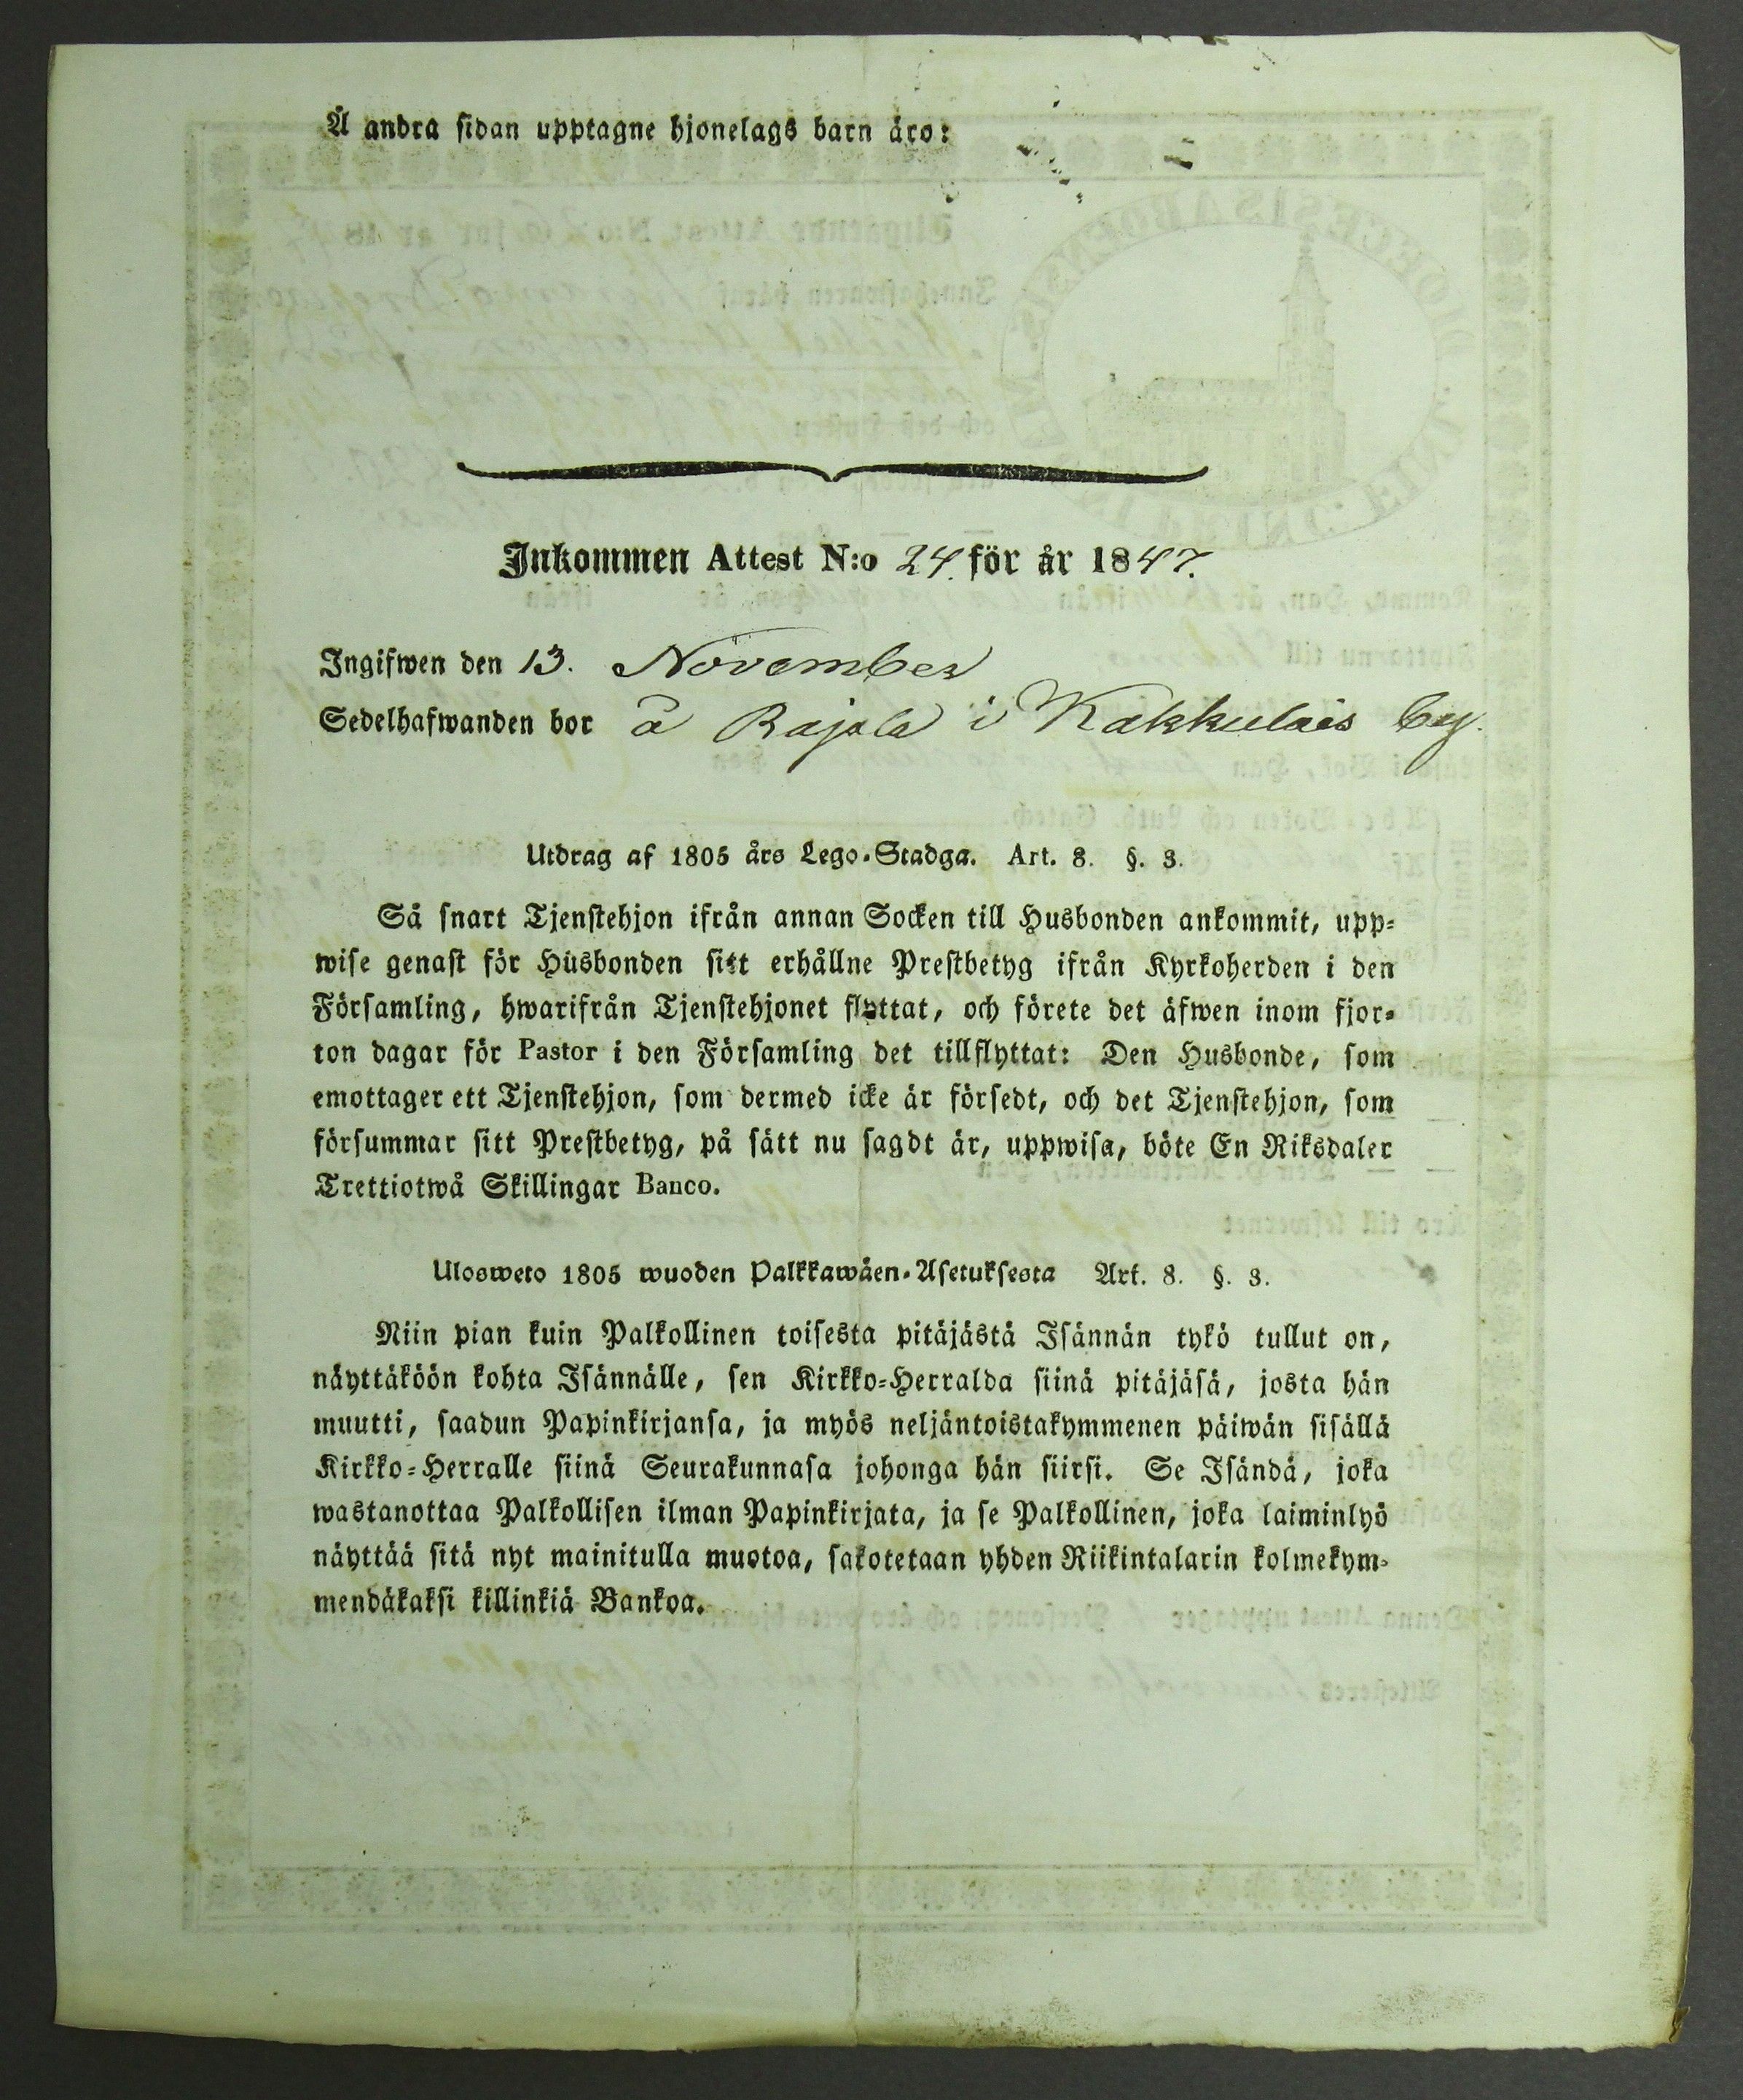 Å andra sidan upptagne hjonelags barn äro:
Inkommen Attest N:o 24. för år 1847.
Ingifwen den 13. November
Sedelhafwanden bor å Rajala i Kakkulais by.
Utdrag af 1805 års Lego-Stadga. Art. 8. §. 3.
Så snart Tjenstehjon ifrån annan Socken till Husbonden ankommit, upp-
wise genast för Husbonden sitt erhållne Prestbetyg ifrån Kyrkoherden i den
Församling, hwarifrån Tjenstehjonet flyttat, och förete det äfwen inom fjor-
ton dagar för Pastor i den Församling det tillflyttat: Den Husbonde, som
emottager ett Tjenstehjon, som dermed icke är försedt, och det Tjenstehjon, som
försummar sitt Prestbetyg, på sätt nu sagdt är, uppwisa, böte En Riksdaler
Trettiotwå Skillingar Banco.
Ulosweto 1805 wuoden Palkkawäen-Asetuksesta Art. 8. §. 3.
Niin pian kuin Palkollinen toisesta pitäjästä Isännän tykö tullut on,
näyttäköön kohta Isännälle, sen Kirkko-Herralda siinä pitäjäsä, josta hän
muutti, saadun Papinkirjansa, ja myös neljäntoistakymmenen päiwän sisällä
Kirkko-Herralle siinä Seurakunnasa johonga hän siirsi. Se Isändä, joka
wastanottaa Palkollisen ilman Papinkirjata, ja se Palkollinen, joka laiminlyö
näyttää sitä nyt mainitulla muotoa, sakotetaan yhden Riikintalarin kolmekym-
mendäkaksi killinkiä Bankoa.